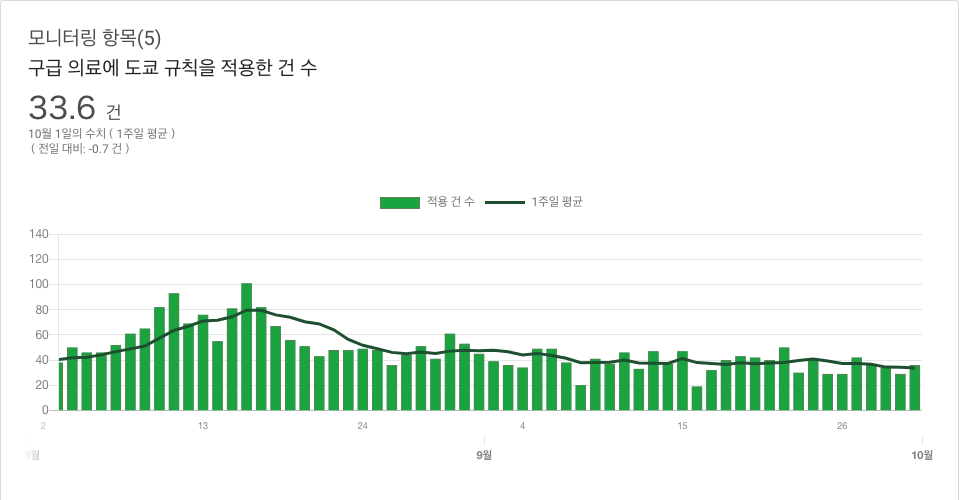 모니터링 항목(5)
구급 의료에 도쿄 규칙을 적용한 건 수
33.6 건
10월 1일의 수치 ( 1주일 평균 )
( 전일 대비: -0.7 건 )
적용 건 수 1주일 평균
140
120
100
80
60
40
20
0
2 13 24 4 15 26
8월 9월 10월